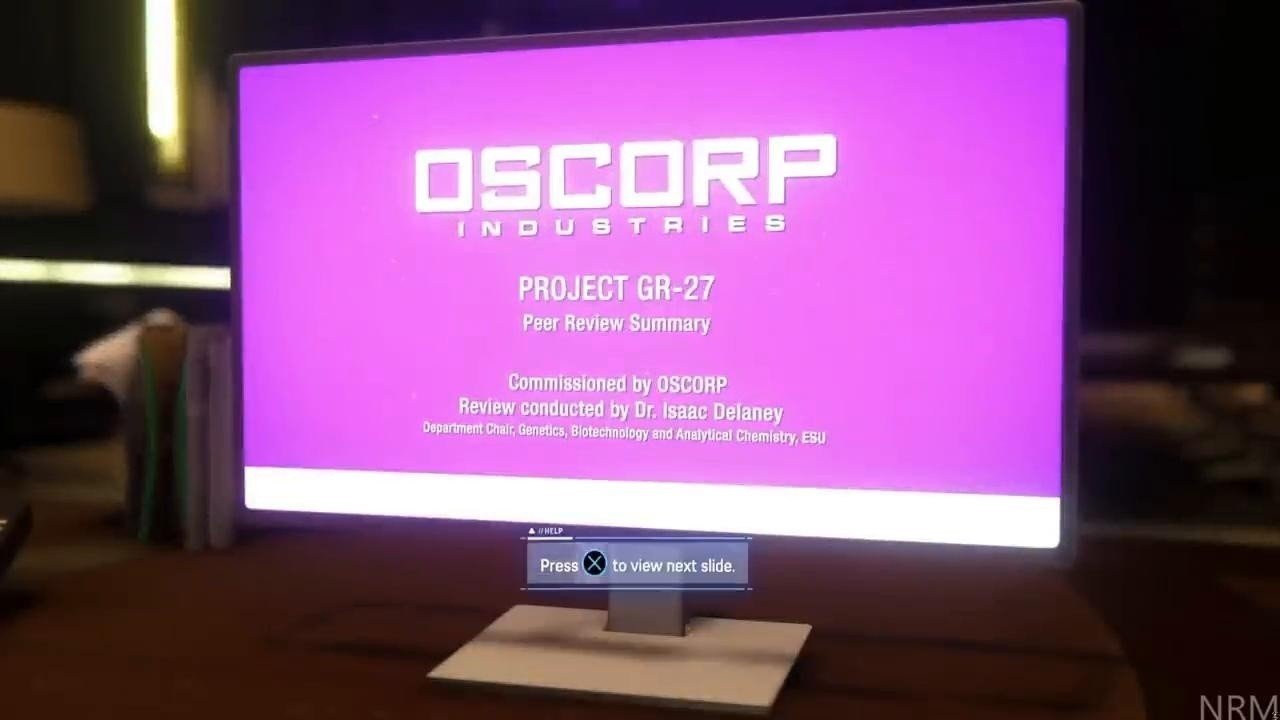 OSCORP
INDUSTRIES
PROJECT GR-27
Peer Review Summary
Commissioned by OSCORP
Review conducted by Dr. Isaac Delaney
Department Chair, Genetics, Biotechnology and Analytical Chemistry, ESU
//HELP
Press X to view next slide.
NRM